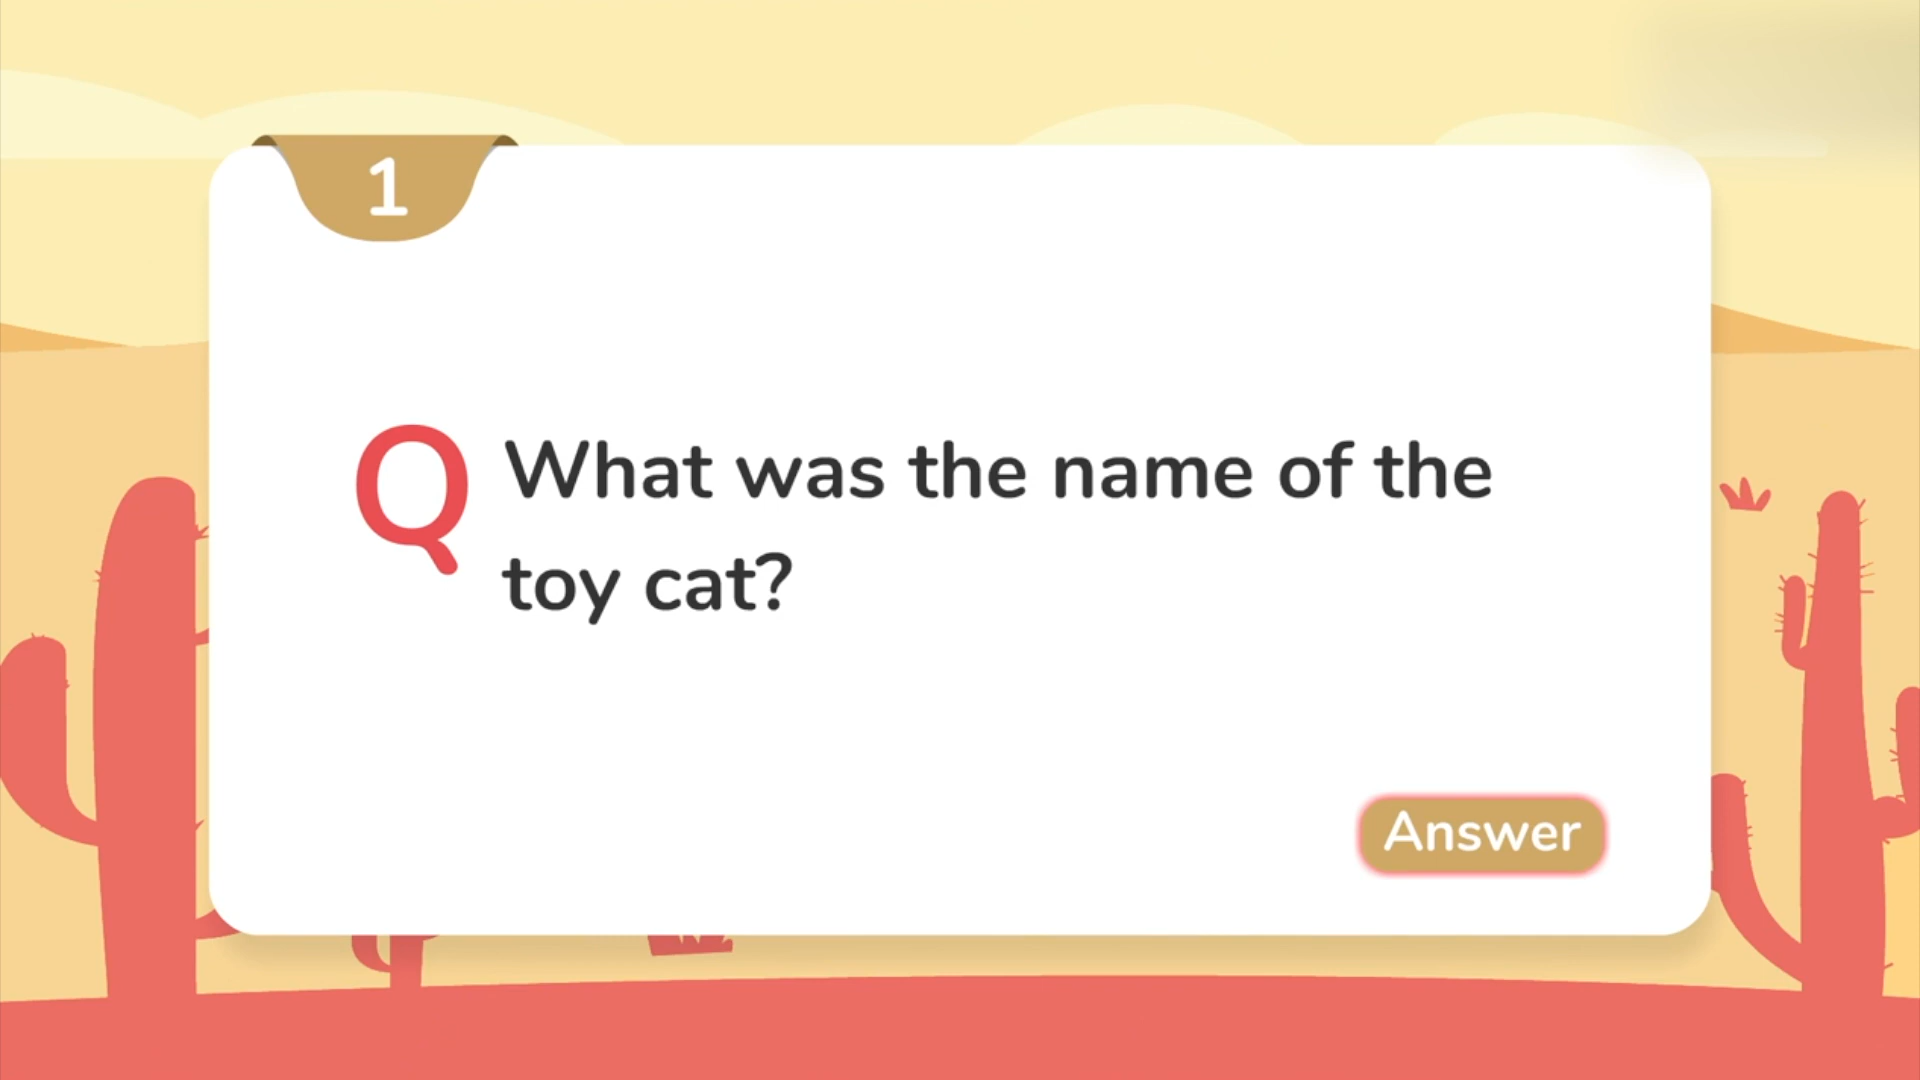 1
Q What was the name of the
toy cat?
Answer